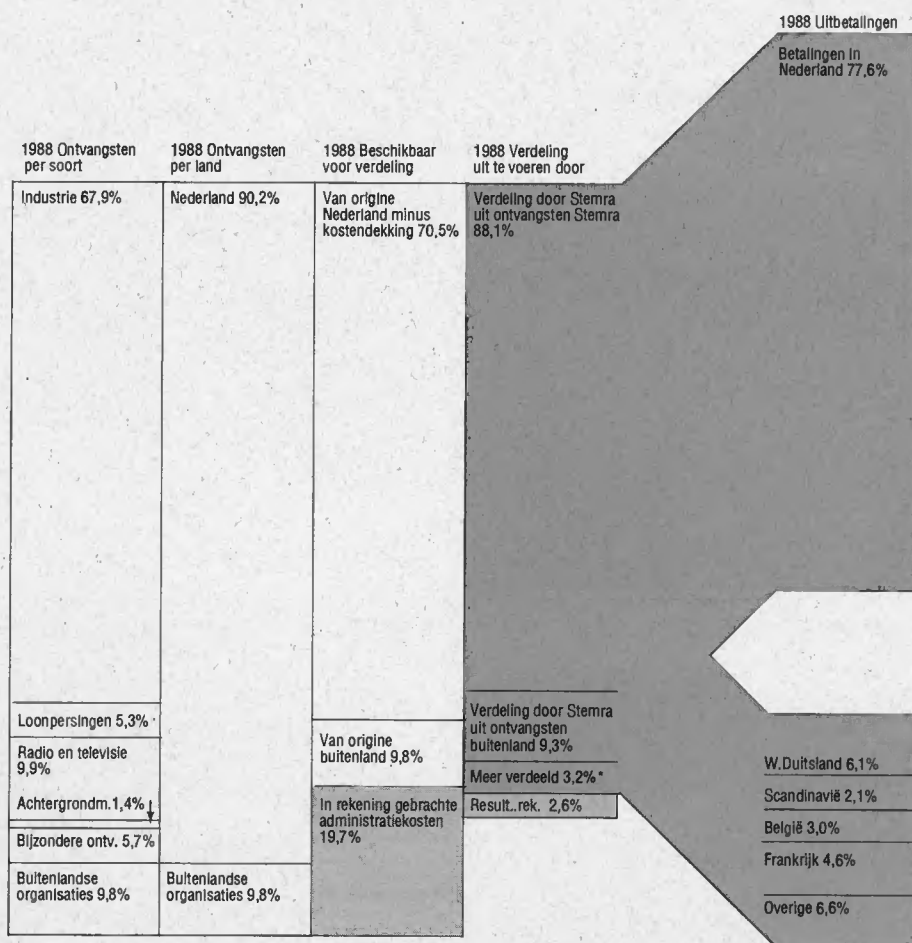 1988 Uitbetalingen
Betalingen in
Nederland 77,6%
1988 Ontvangsten
per soort
1988 Ontvangsten
per land
1988 Beschikbaar
voor verdeling
1988 Verdeling
uit te voeren door
Industrie 67,9%
Nederland 90,2%
Van origine
Nederland minus
kostendekking 70,5%
Verdeling door Stemra
uit ontvangsten Stemra
88,1%
Loonpersingen 5,3%
Radio en televisie
9,9%
Achtergrondm. 1,4%
Bijzondere ontv. 5,7%
Buitenlandse
organisaties 9,8%
Buitenlandse
organisaties 9,8%
Van origine
buitenland 9,8%
In rekening gebrachte
administratiekosten
19,7%
Verdeling door Stemra
uit ontvangsten
buitenland 9,3%
Meer verdeeld 3,2%*
Result..rek. 2,6%
W.Duitsland 6,1%
Scandinavië 2,1%
België 3,0%
Frankrijk 4,6%
Overige 6,6%